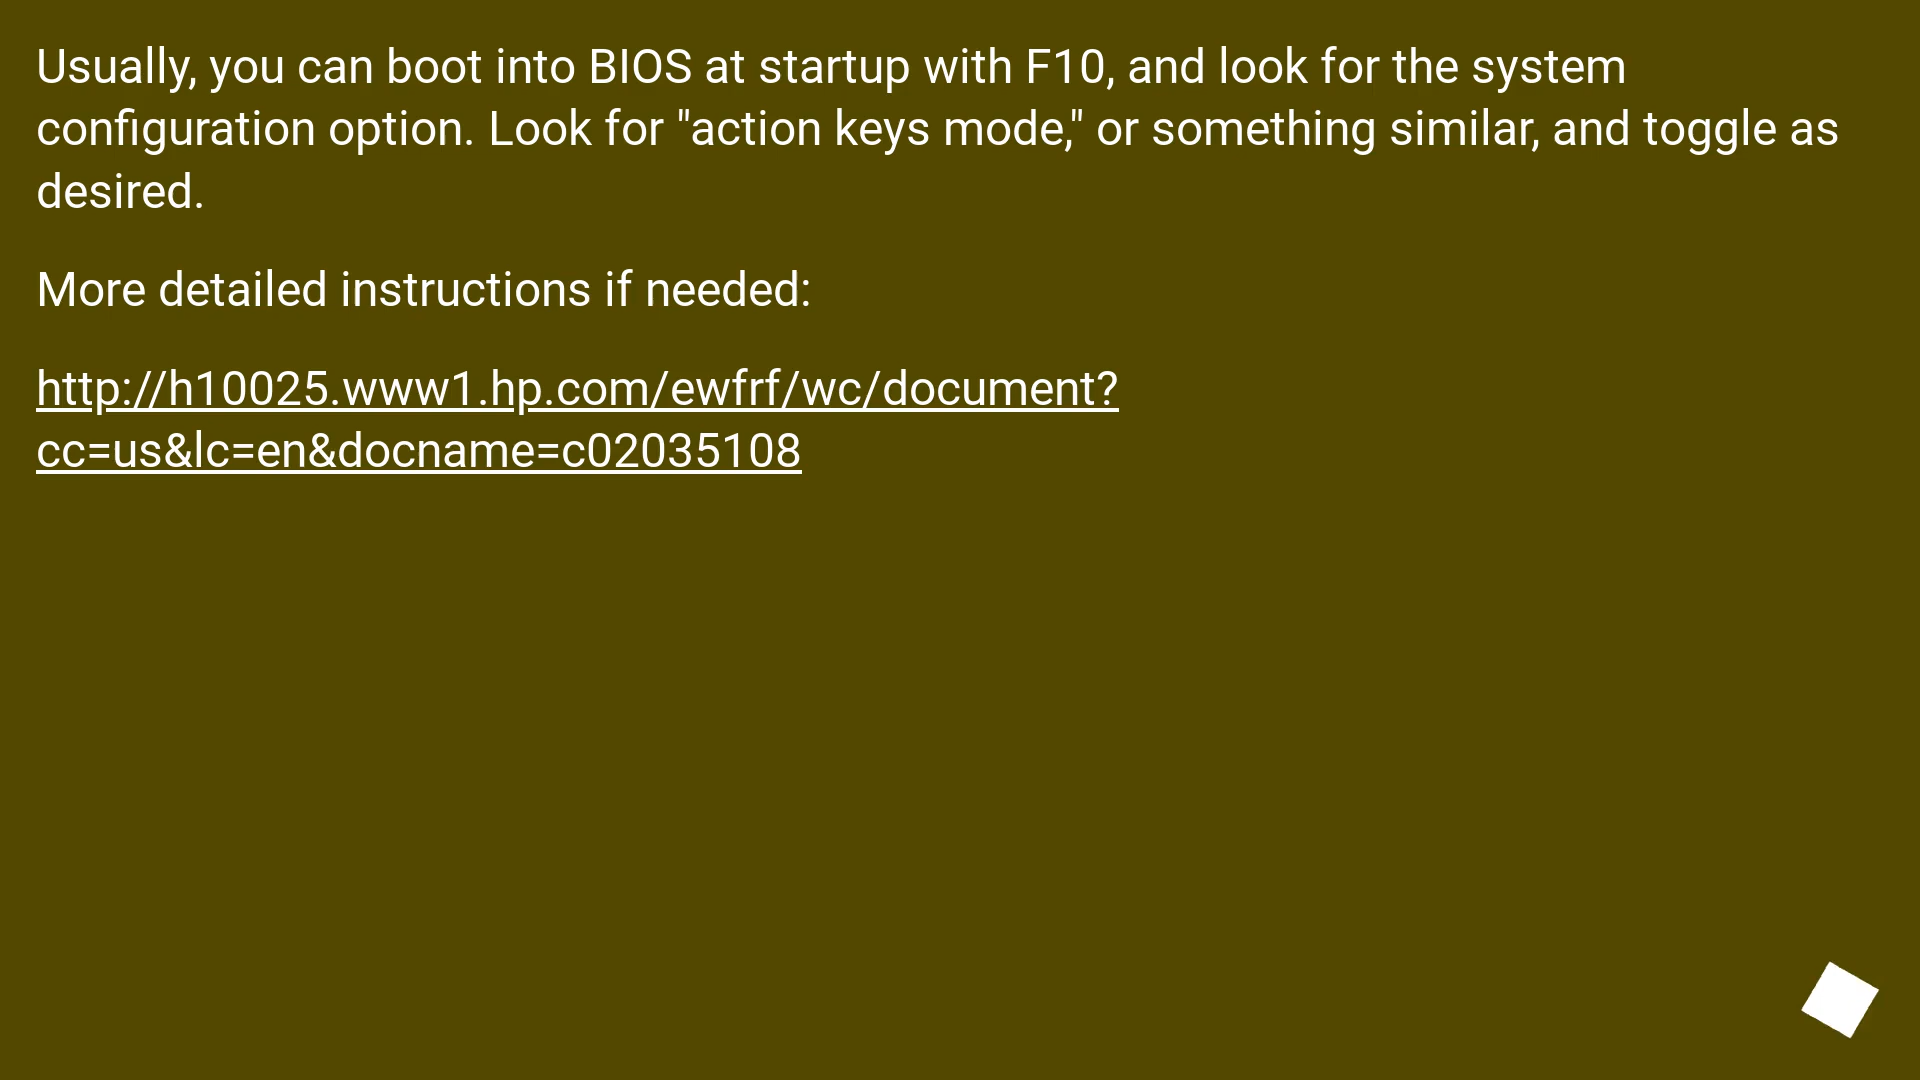 Usually, you can boot into BIOS at startup with F10, and look for the system
configuration option. Look for "action keys mode," or something similar, and toggle as
desired.
More detailed instructions if needed:
http://h10025.www1.hp.com/ewfrf/wc/document?
cc=us&lc=en&docname=c02035108